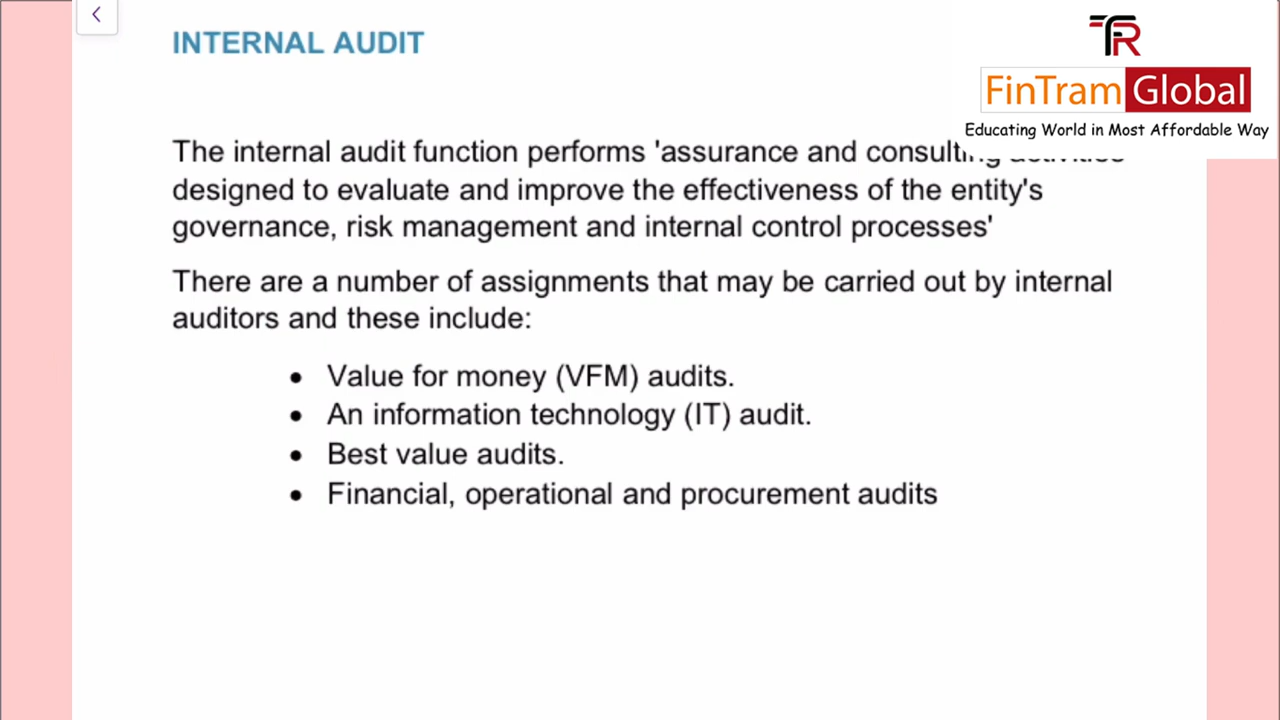 INTERNAL AUDIT
TFR
FinTram Global
Educating World in Most Affordable Way
The internal audit function performs 'assurance and consulting
designed to evaluate and improve the effectiveness of the entity's
governance, risk management and internal control processes'
There are a number of assignments that may be carried out by internal
auditors and these include:
• Value for money (VFM) audits.
• An information technology (IT) audit.
• Best value audits.
• Financial, operational and procurement audits